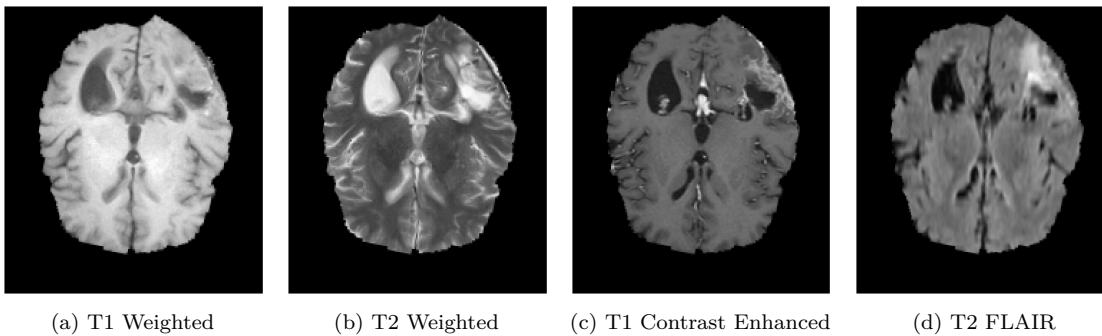 (a) T1 Weighted
(b) T2 Weighted
(c) T1 Contrast Enhanced
(d) T2 FLAIR